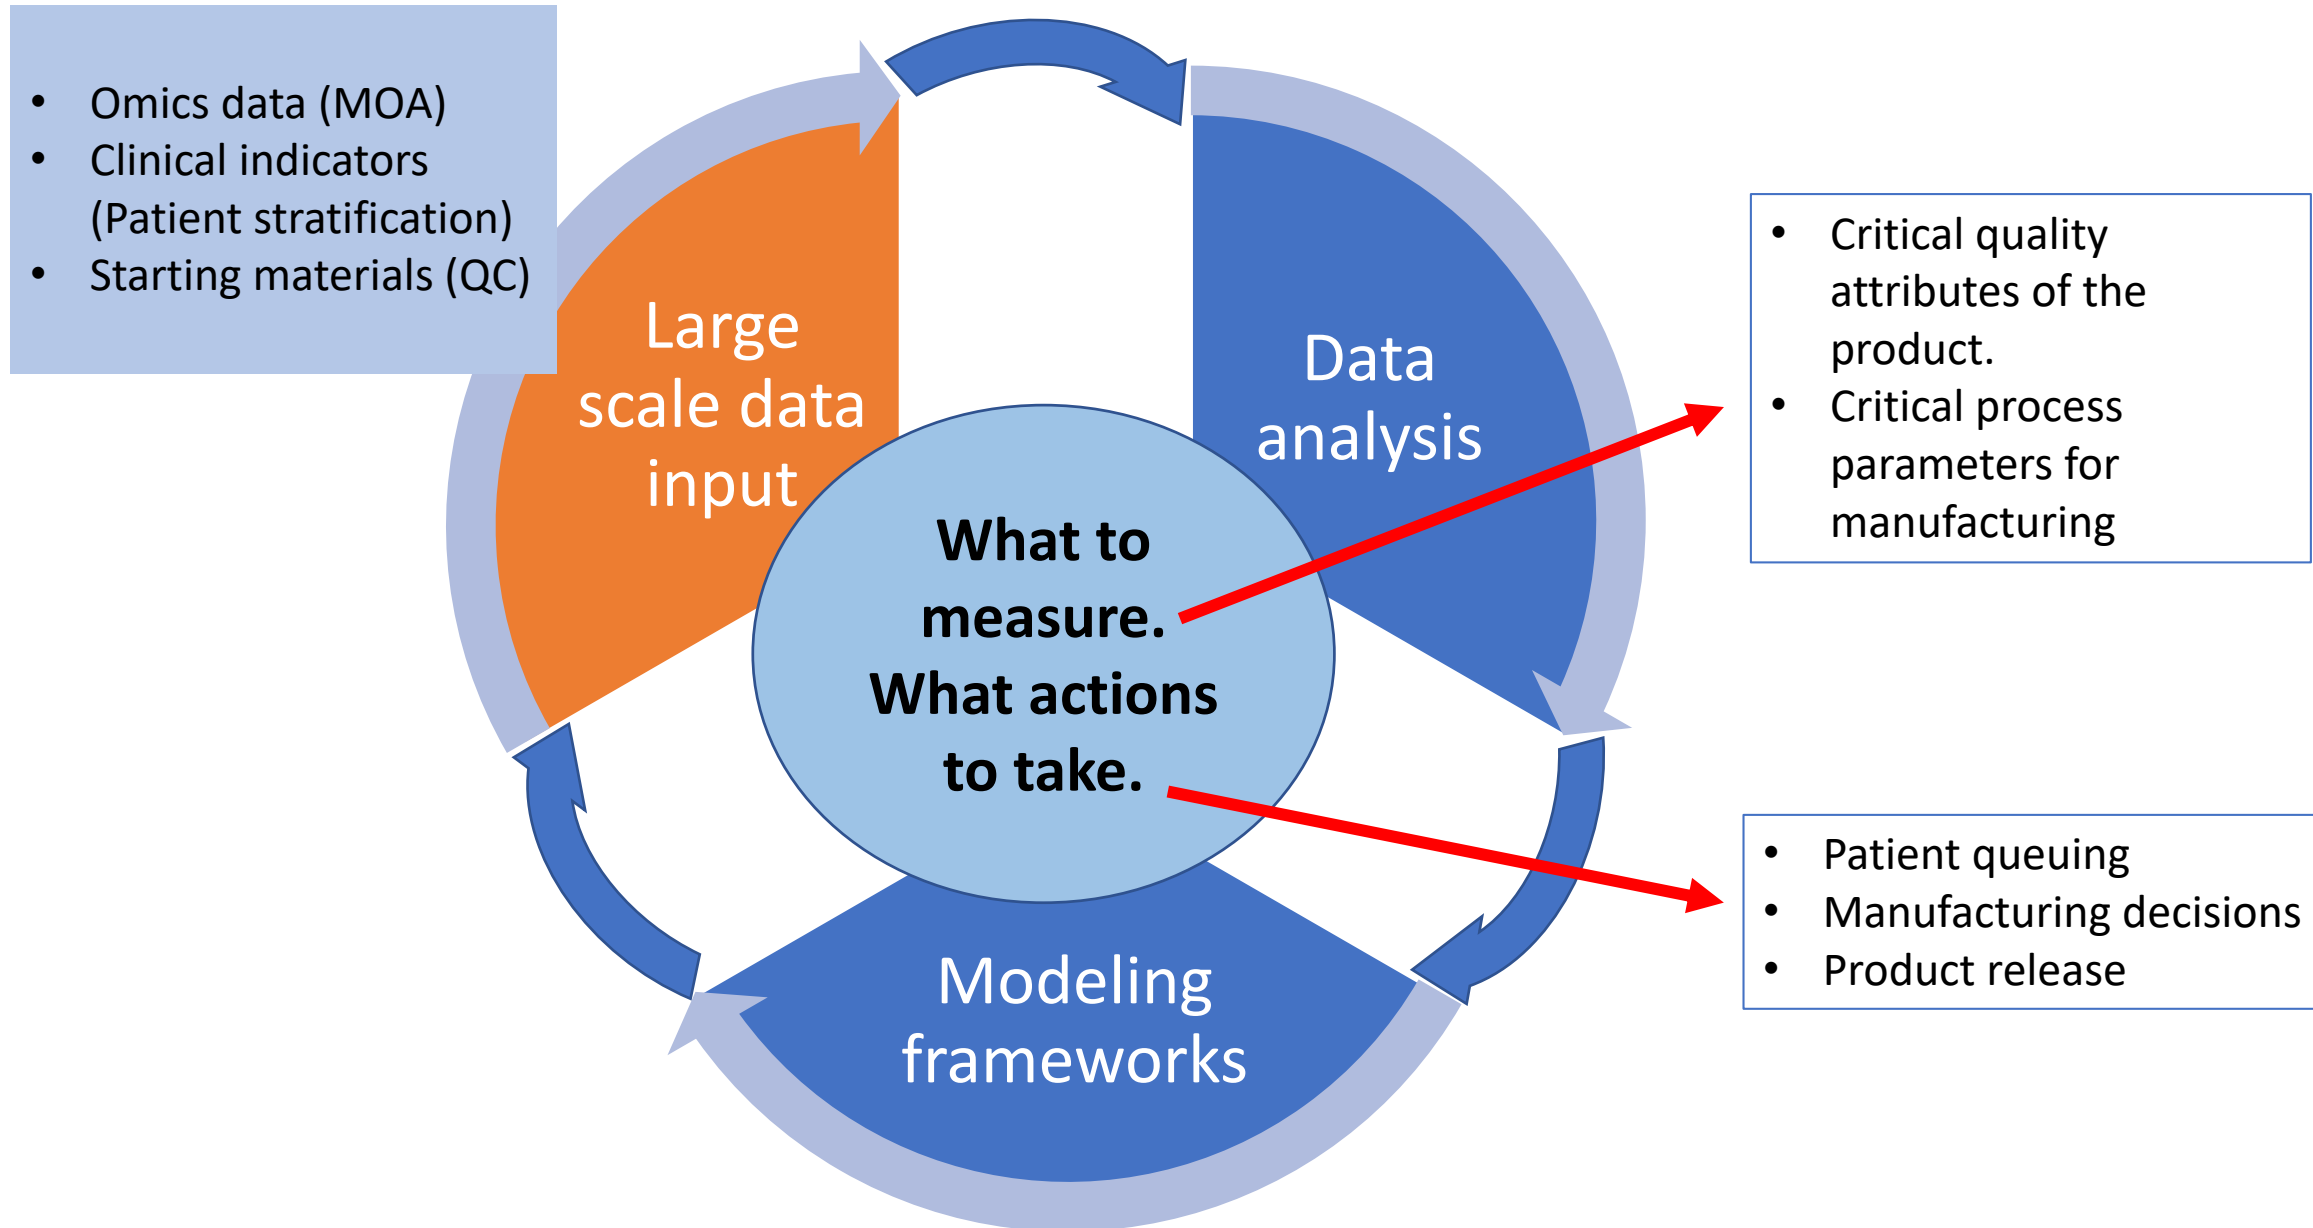 • Omics data (MOA)
• Clinical indicators
(Patient stratification)
• Starting materials (QC)
Large
scale data
input
Data
analysis
• Critical quality
attributes of the
product.
• Critical process
parameters for
manufacturing
What to
measure.
What actions
to take.
• Patient queuing
• Manufacturing decisions
• Product release
Modeling
frameworks